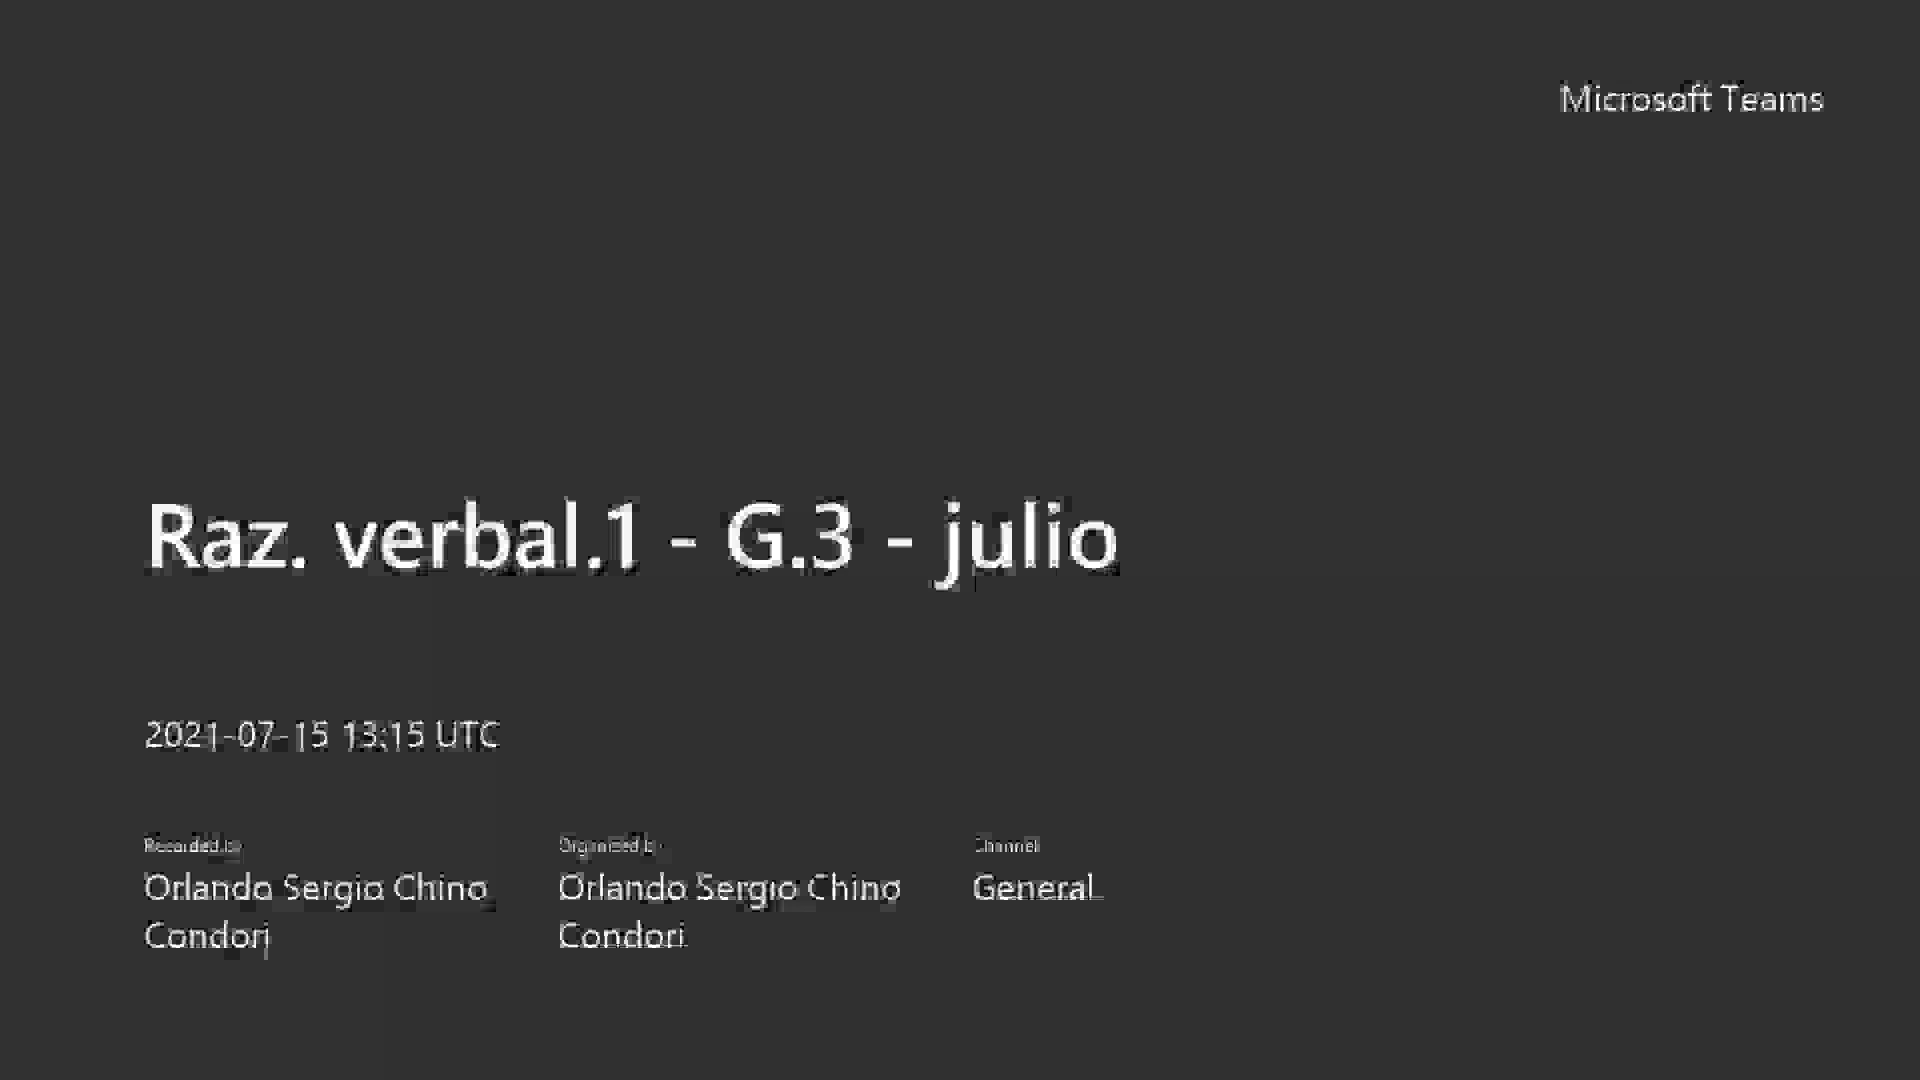 Microsoft Teams
Raz. verbal.1 - G.3 - julio
2021-07-15 13:15 UTC
Recorded by
Organized by
Channel
Orlando Sergio Chino
Condori
Orlando Sergio Chino
Condori
General